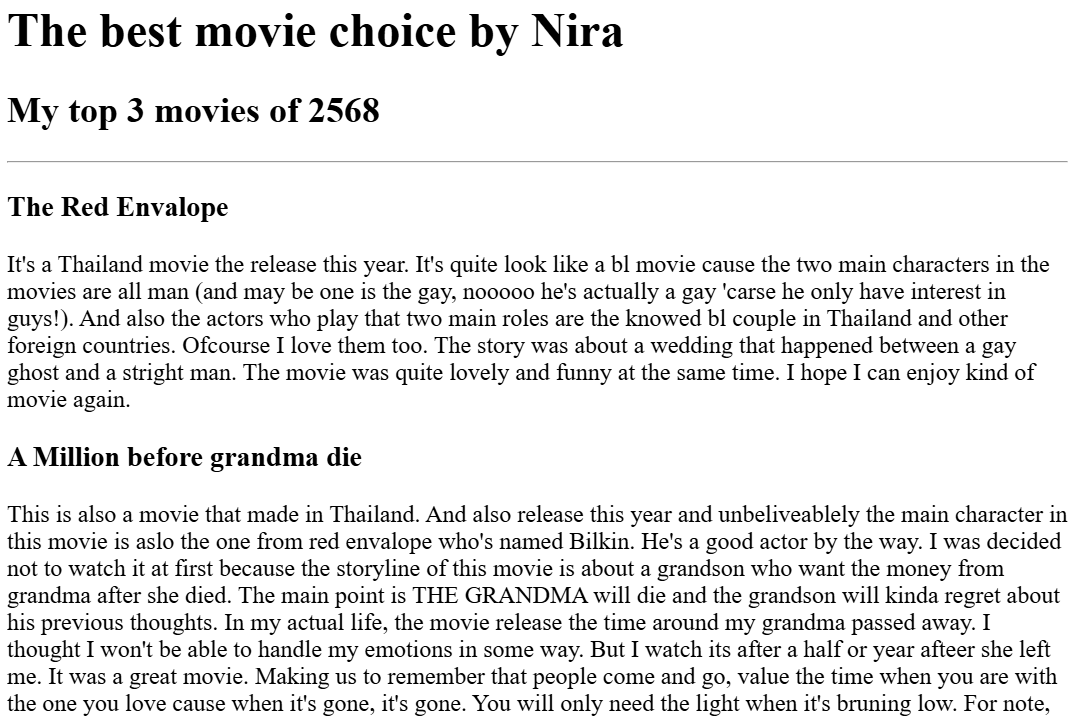 The best movie choice by Nira
My top 3 movies of 2568
The Red Envalope
It's a Thailand movie the release this year. It's quite look like a bl movie cause the two main characters in the
movies are all man (and may be one is the gay, nooooo he's actually a gay 'carse he only have interest in
guys!). And also the actors who play that two main roles are the knowed bl couple in Thailand and other
foreign countries. Ofcourse I love them too. The story was about a wedding that happened between a gay
ghost and a stright man. The movie was quite lovely and funny at the same time. I hope I can enjoy kind of
movie again.
A Million before grandma die
This is also a movie that made in Thailand. And also release this year and unbeliveablely the main character in
this movie is aslo the one from red envalope who's named Bilkin. He's a good actor by the way. I was decided
not to watch it at first because the storyline of this movie is about a grandson who want the money from
grandma after she died. The main point is THE GRANDMA will die and the grandson will kinda regret about
his previous thoughts. In my actual life, the movie release the time around my grandma passed away. I
thought I won't be able to handle my emotions in some way. But I watch its after a half or year afteer she left
me. It was a great movie. Making us to remember that people come and go, value the time when you are with
the one you love cause when it's gone, it's gone. You will only need the light when it's bruning low. For note,